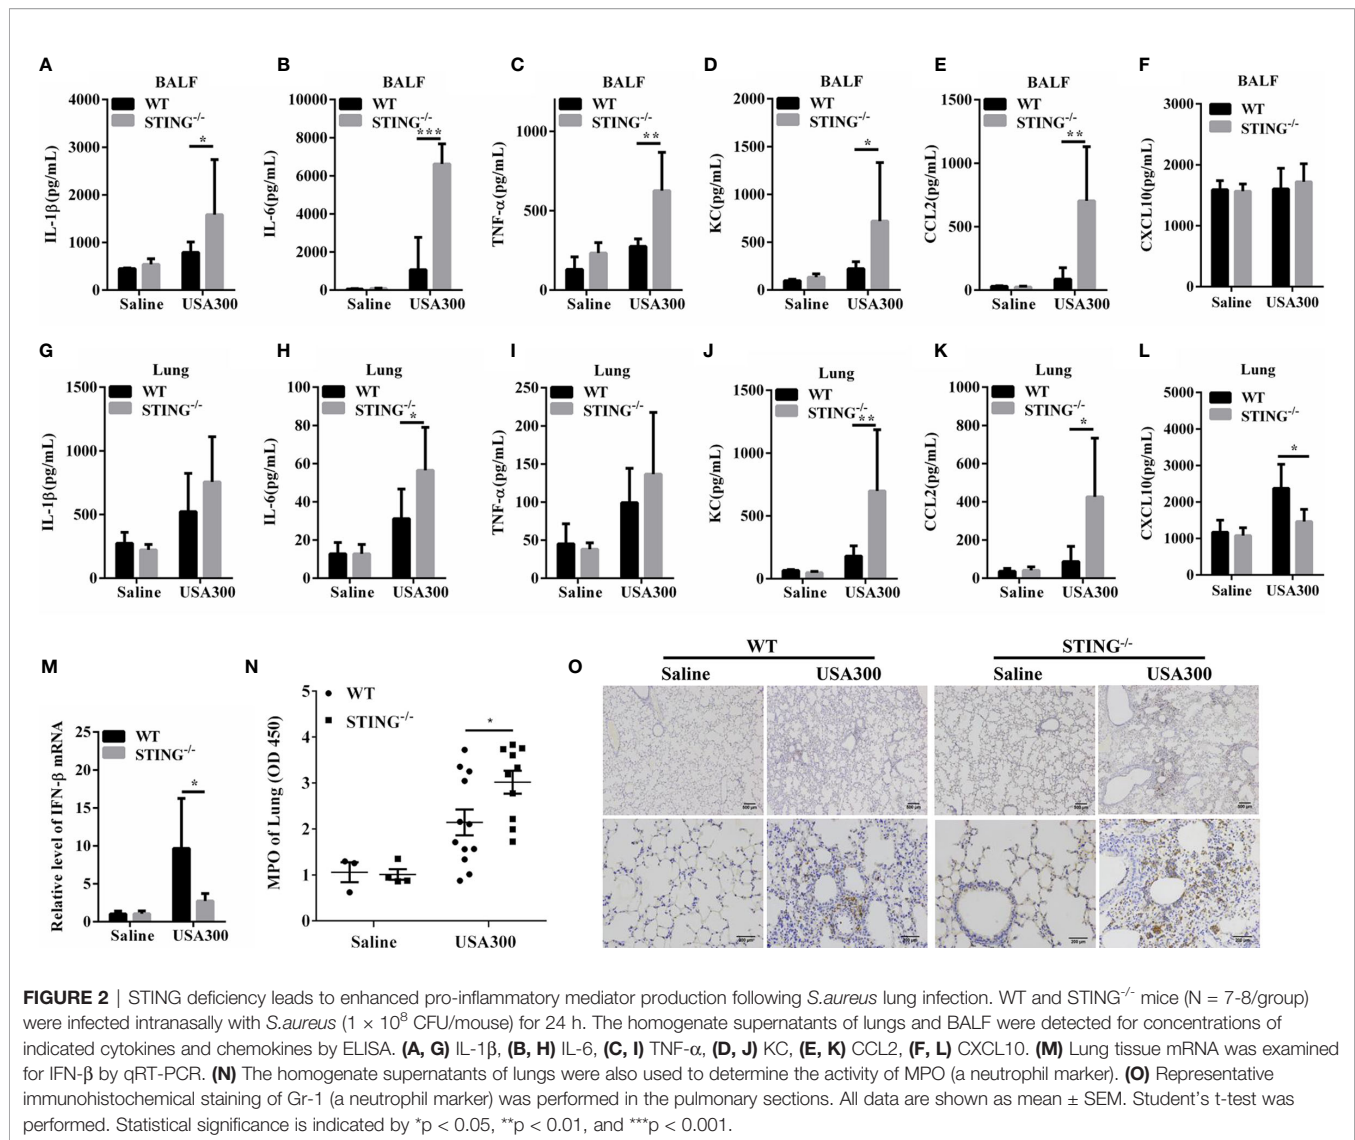 A
BALF
WT
STING-/-
*
IL-1β(pg/mL)
4000
3000
2000
1000
0
Saline USA300
B
BALF
WT
STING-/-
***
IL-6(pg/mL)
10000
8000
6000
4000
2000
0
Saline USA300
C
BALF
WT
STING-/-
**
TNF-α(pg/mL)
1000
500
0
Saline USA300
D
BALF
WT
STING-/-
*
KC(pg/mL)
2000
1500
1000
500
0
Saline USA300
E
BALF
WT
STING-/-
**
CCL2(pg/mL)
1500
1000
500
0
Saline USA300
F
BALF
WT
STING-/-
CXCL10(pg/mL)
3000
2000
1000
0
Saline USA300
G
Lung
WT
STING-/-
IL-1β(pg/mL)
1500
1000
500
0
Saline USA300
H
Lung
WT
STING-/-
*
IL-6(pg/mL)
80
60
40
20
0
Saline USA300
I
Lung
WT
STING-/-
TNF-α(pg/mL)
250
200
150
100
50
0
Saline USA300
J
Lung
WT
STING-/-
**
KC(pg/mL)
1500
1000
500
0
Saline USA300
K
Lung
WT
STING-/-
*
CCL2(pg/mL)
1000
800
600
400
200
0
Saline USA300
L
Lung
WT
STING-/-
*
CXCL10(pg/mL)
5000
4000
3000
2000
1000
0
Saline USA300
M
WT
STING-/-
*
Relative level of IFN-β mRNA
25
20
15
10
5
0
Saline USA300
N
WT
STING-/-
*
MPO of Lung (OD 450)
5
4
3
2
1
0
Saline USA300
O
WT STING-/-
Saline USA300 Saline USA300
FIGURE 2 | STING deficiency leads to enhanced pro-inflammatory mediator production following S.aureus lung infection. WT and STING-/- mice (N = 7-8/group)
were infected intranasally with S.aureus (1 × 10⁸ CFU/mouse) for 24 h. The homogenate supernatants of lungs and BALF were detected for concentrations of
indicated cytokines and chemokines by ELISA. (A, G) IL-1β, (B, H) IL-6, (C, I) TNF-α, (D, J) KC, (E, K) CCL2, (F, L) CXCL10. (M) Lung tissue mRNA was examined
for IFN-β by qRT-PCR. (N) The homogenate supernatants of lungs were also used to determine the activity of MPO (a neutrophil marker). (O) Representative
immunohistochemical staining of Gr-1 (a neutrophil marker) was performed in the pulmonary sections. All data are shown as mean ± SEM. Student's t-test was
performed. Statistical significance is indicated by *p < 0.05, **p < 0.01, and ***p < 0.001.